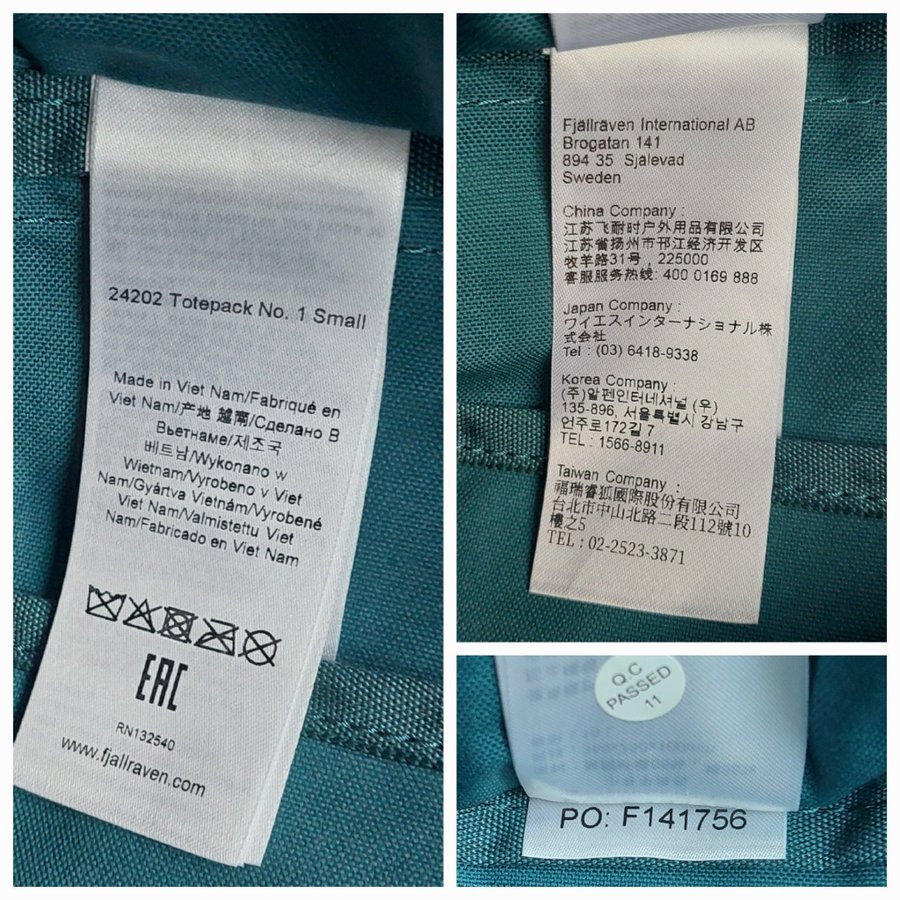 24202 Totepack No. 1 Small
Made in Viet Nam/Fabriqué en
Viet Nam/产地 越南/Сделано В
Вьетнаме/제조국
베트남/Wykonano w
Wietnam/Vyrobeno v Viet
Nam/Gyártva Vietnám/Vyrobené
Viet Nam/Valmistettu Viet
Nam/Fabricado en Viet Nam
EAC
RN132540
www.fjallraven.com
Fjällräven International AB
Brogatan 141
894 35 Själevad
Sweden
China Company :
江苏飞耐时户外用品有限公司
江苏省扬州市邗江经济开发区
牧羊路31号, 225000
客服服务热线: 400 0169 888
Japan Company :
ワイエスインターナショナル株
式会社
Tel : (03) 6418-9338
Korea Company :
(주)알펜인터네셔널 (우)
135-896, 서울특별시 강남구
언주로172길 7
TEL : 1566-8911
Taiwan Company :
福瑞睿狐國際股份有限公司
台北市中山北路二段112號10
樓之5
TEL : 02-2523-3871
QC
PASSED
11
PO: F141756